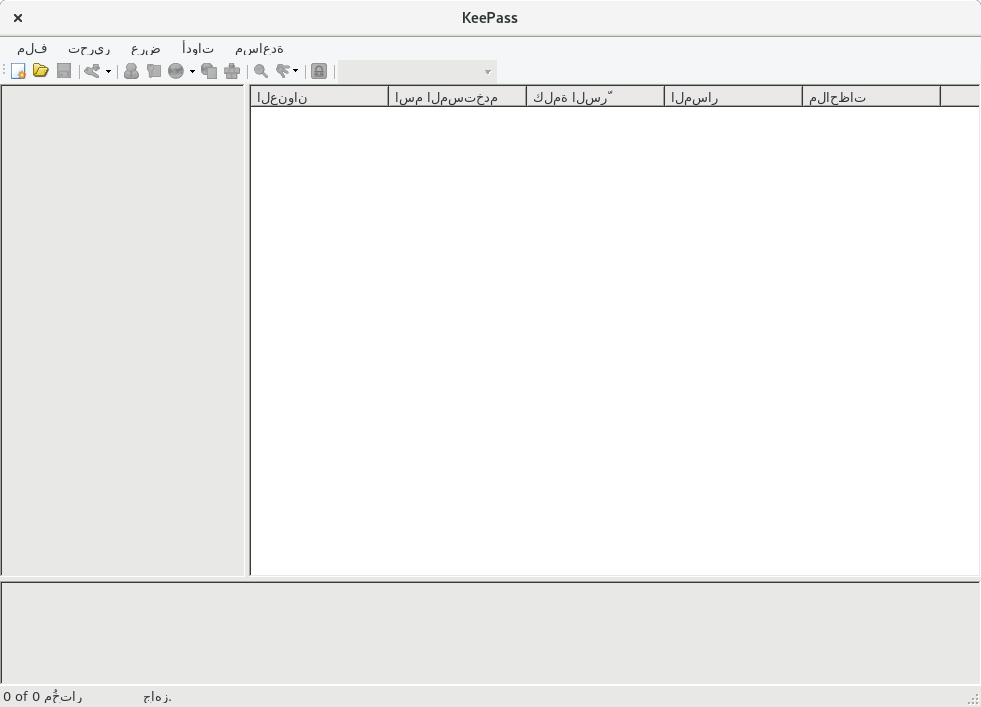 KeePass
ملف تحرير عرض أدوات مساعدة
العنوان اسم المستخدم كلمة السرّ المسار ملاحظات
0 of 0 مُختار جاهز.